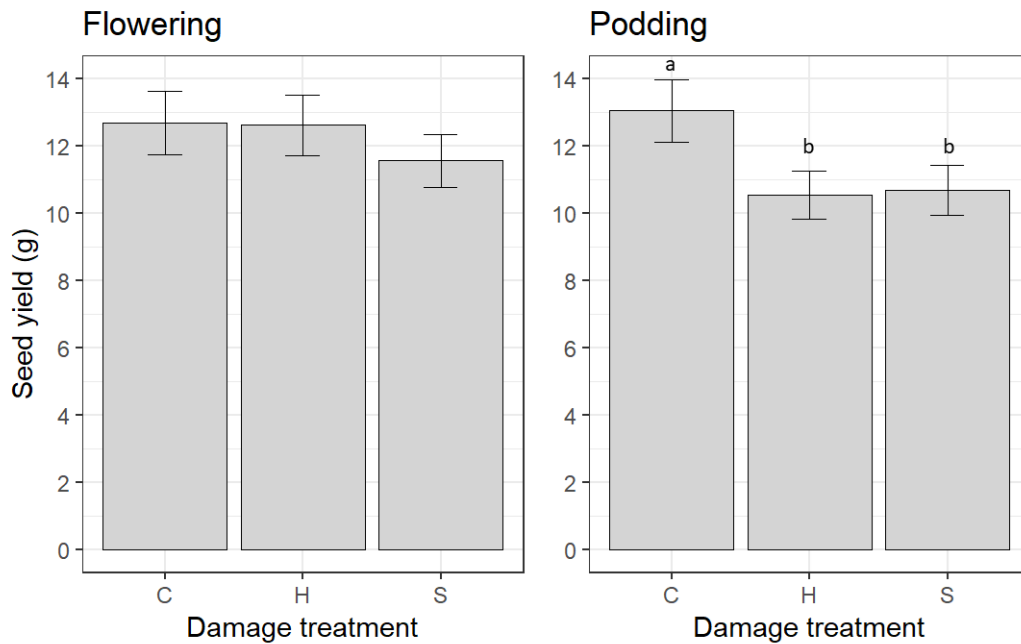 Flowering
Podding
Seed yield (g)
14
12
10
8
6
4
2
0
C H S
Damage treatment
14
12
10
8
6
4
2
0
a
b b
C H S
Damage treatment